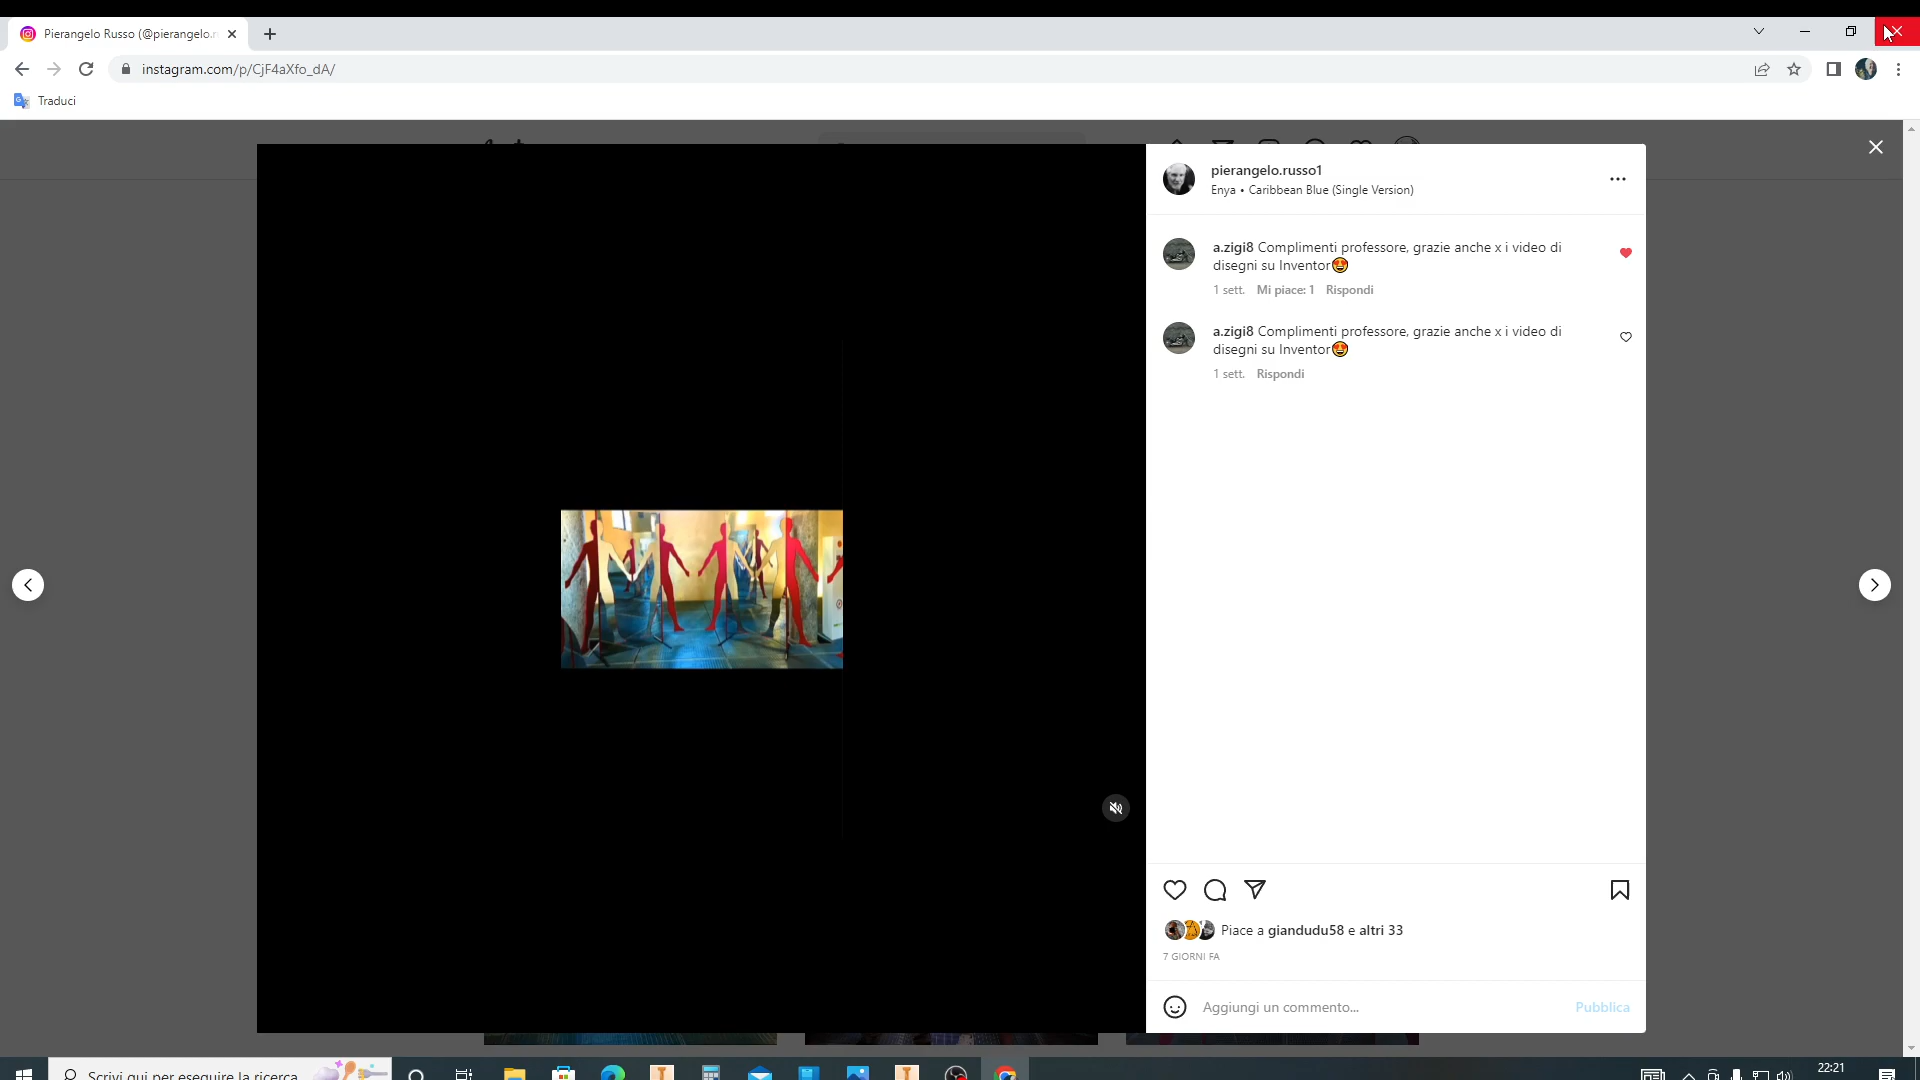 Pierangelo Russo (@pierangelo.r
instagram.com/p/CjF4aXfo_dA/
Traduci
pierangelo.russo1
Enya • Caribbean Blue (Single Version)
a.zigi8 Complimenti professore, grazie anche x i video di
disegni su Inventor🤩
1 sett. Mi piace: 1 Rispondi
a.zigi8 Complimenti professore, grazie anche x i video di
disegni su Inventor🤩
1 sett. Rispondi
Piace a giandudu58 e altri 33
7 GIORNI FA
Aggiungi un commento... Pubblica
Scrivi qui per eseguire la ricerca
22:21